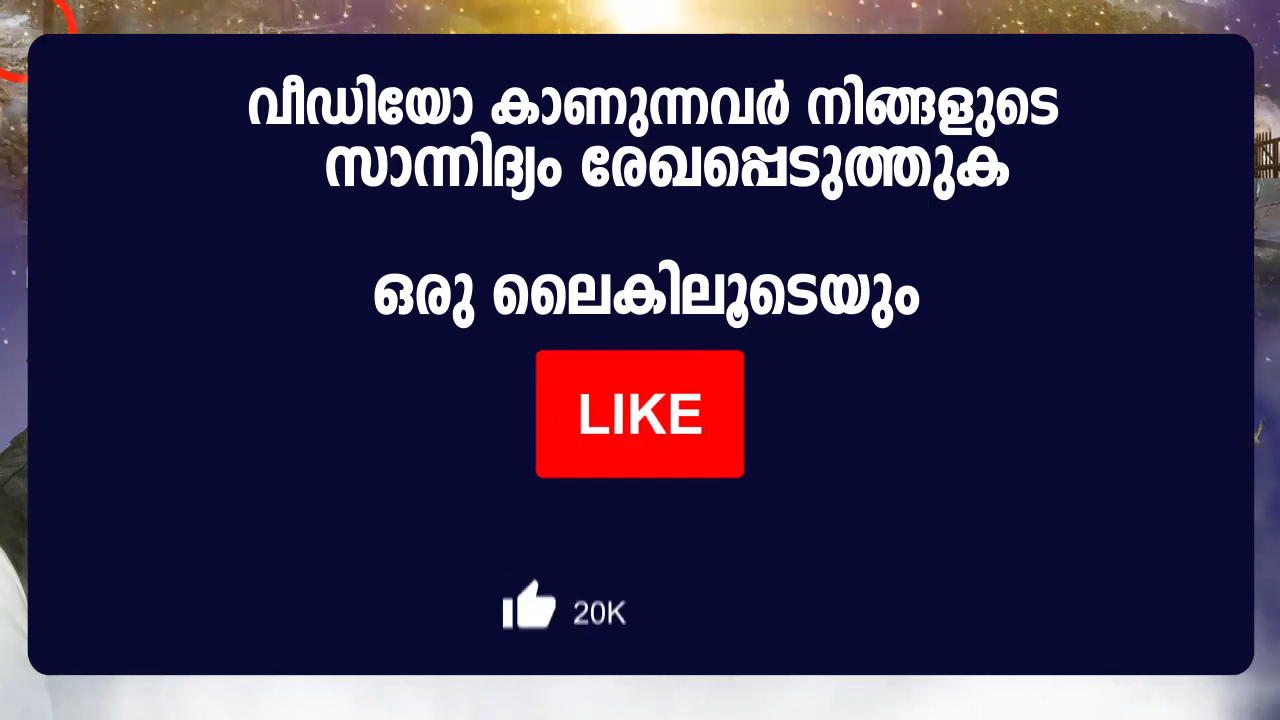 വീഡിയോ കാണുന്നവർ നിങ്ങളുടെ
സാന്നിദ്യം രേഖപ്പെടുത്തുക
ഒരു ലൈകിലൂടെയും
LIKE
20K